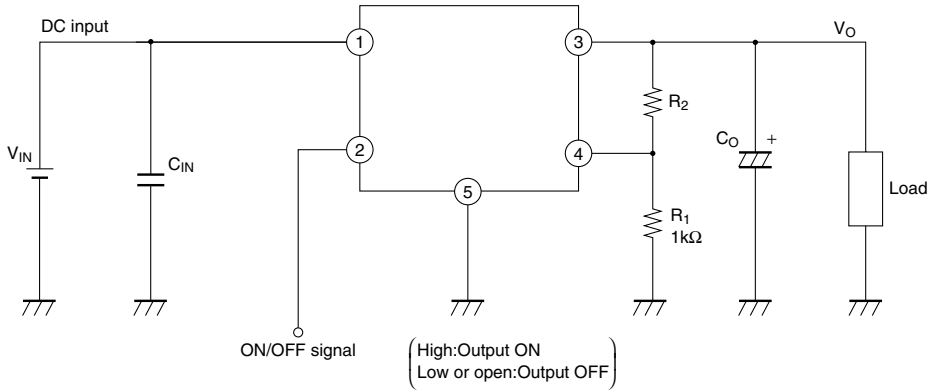 DC input
1
3
V_O
R_2
V_IN
C_IN
2
4
C_O
+
5
Load
R_1
1kΩ
ON/OFF signal
High:Output ON
Low or open:Output OFF